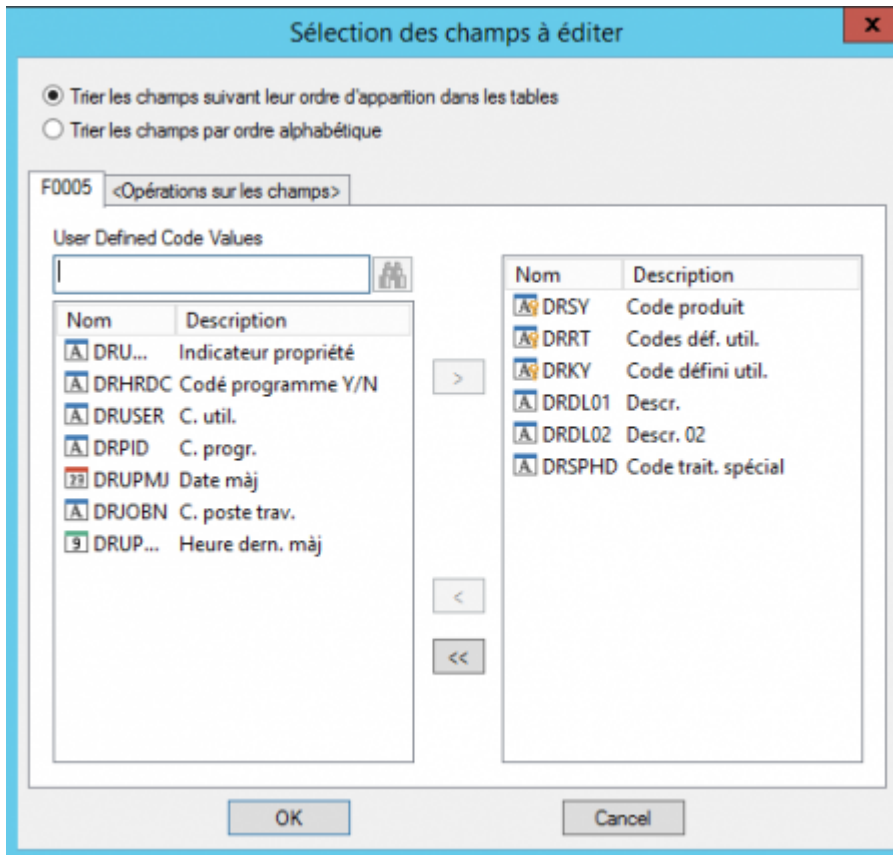 Sélection des champs à éditer
x
Trier les champs suivant leur ordre d'apparition dans les tables
Trier les champs par ordre alphabétique
F0005 <Opérations sur les champs>
User Defined Code Values
Nom Description
DRU... Indicateur propriété
DRHRDC Codé programme Y/N
DRUSER C. util.
DRPID C. progr.
DRUPMJ Date màj
DRJOBN C. poste trav.
DRUP... Heure dern. màj
>
<
<<
Nom Description
DRSY Code produit
DRRT Codes déf. util.
DRKY Code défini util.
DRDL01 Descr.
DRDL02 Descr. 02
DRSPHD Code trait. spécial
OK Cancel